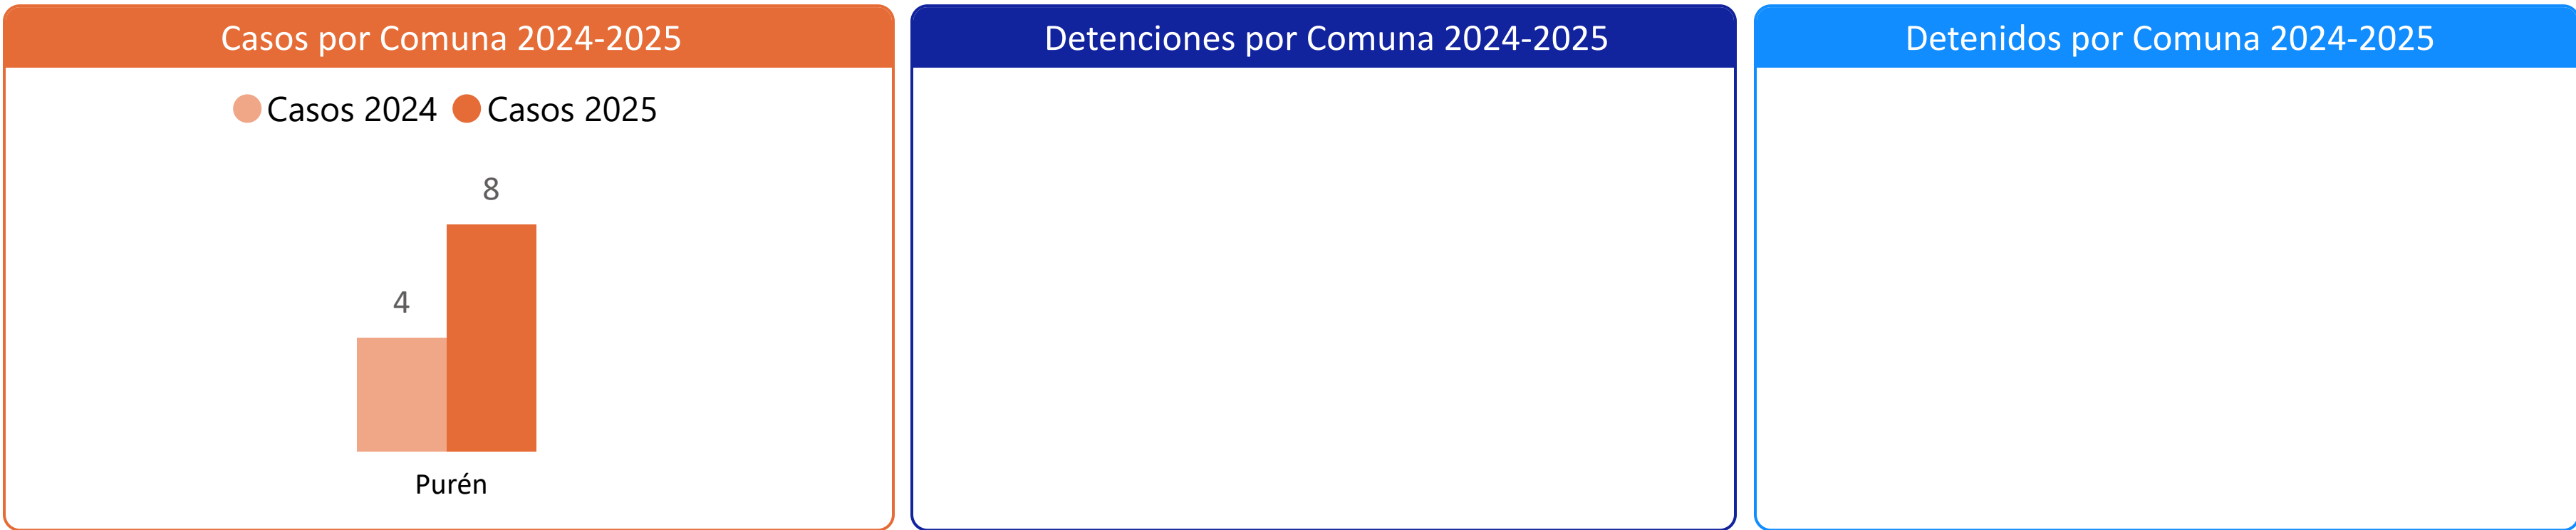 Casos por Comuna 2024-2025
Casos 2024 Casos 2025
8
4
Purén
Detenciones por Comuna 2024-2025
Detenidos por Comuna 2024-2025